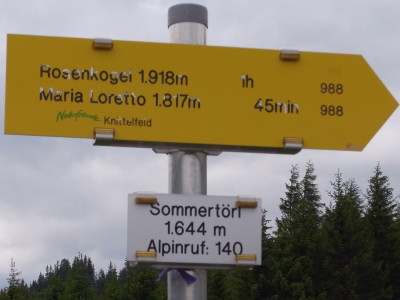 Rosenkogel 1.918m 1h 988
Maria Loretto 1.817m 45min 988
Naturfreunde Knittelfeld
Sommertörl
1.644 m
Alpinruf: 140